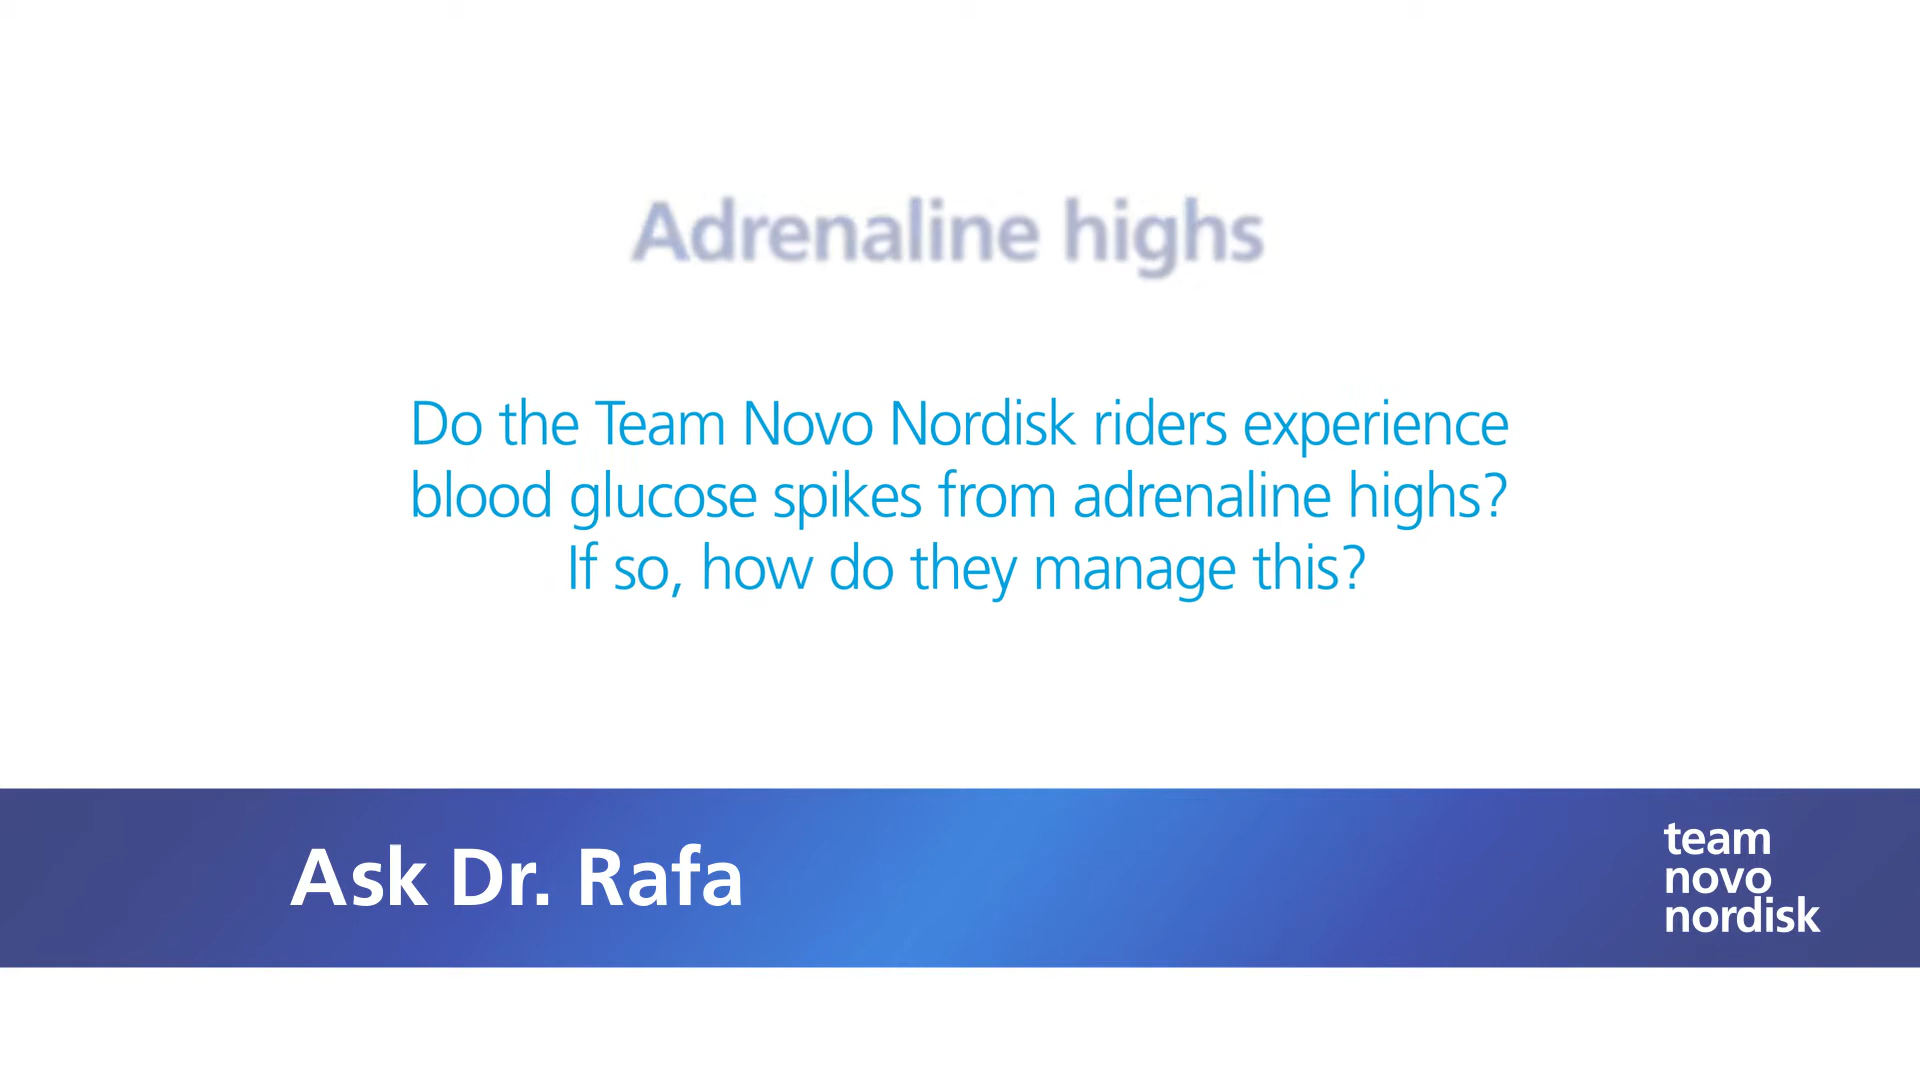 Adrenaline highs
Do the Team Novo Nordisk riders experience
blood glucose spikes from adrenaline highs?
If so, how do they manage this?
Ask Dr. Rafa
team
novo
nordisk